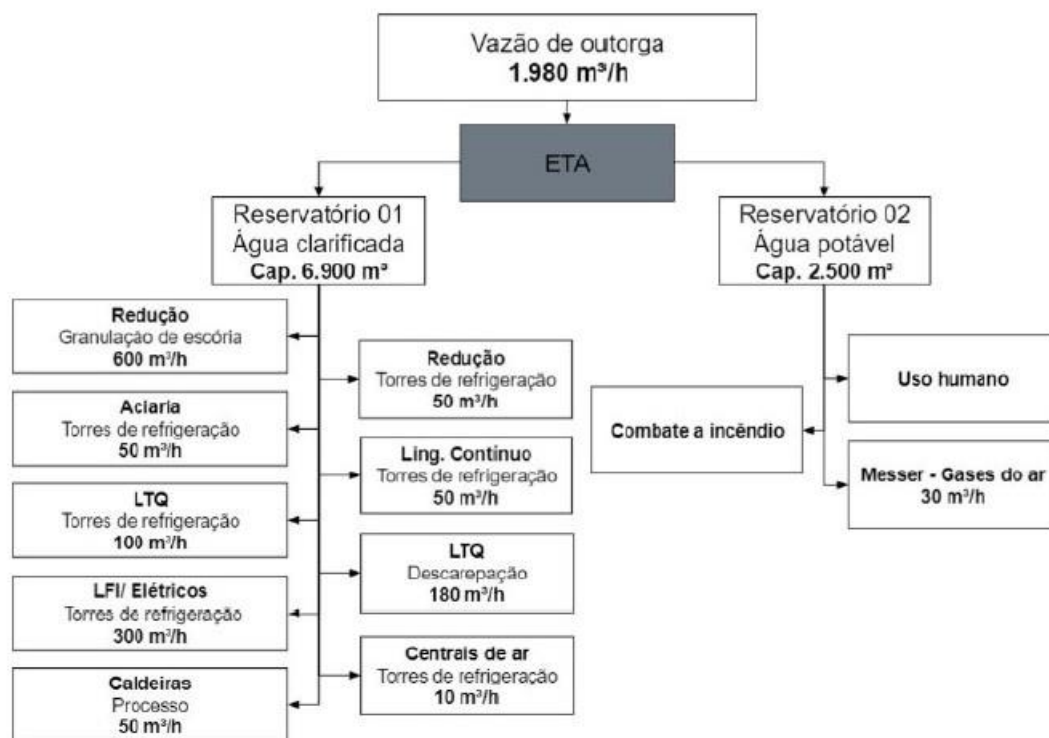 Vazão de outorga
1.980 m³/h
ETA
Reservatório 01
Água clarificada
Cap. 6.900 m³
Reservatório 02
Água potável
Cap. 2.500 m³
Redução
Granulação de escória
600 m³/h
Redução
Torres de refrigeração
50 m³/h
Aciaria
Torres de refrigeração
50 m³/h
Ling. Contínuo
Torres de refrigeração
50 m³/h
LTQ
Torres de refrigeração
100 m³/h
LTQ
Descarepação
180 m³/h
LFI/ Elétricos
Torres de refrigeração
300 m³/h
Centrais de ar
Torres de refrigeração
10 m³/h
Caldeiras
Processo
50 m³/h
Uso humano
Combate a incêndio
Messer - Gases do ar
30 m³/h